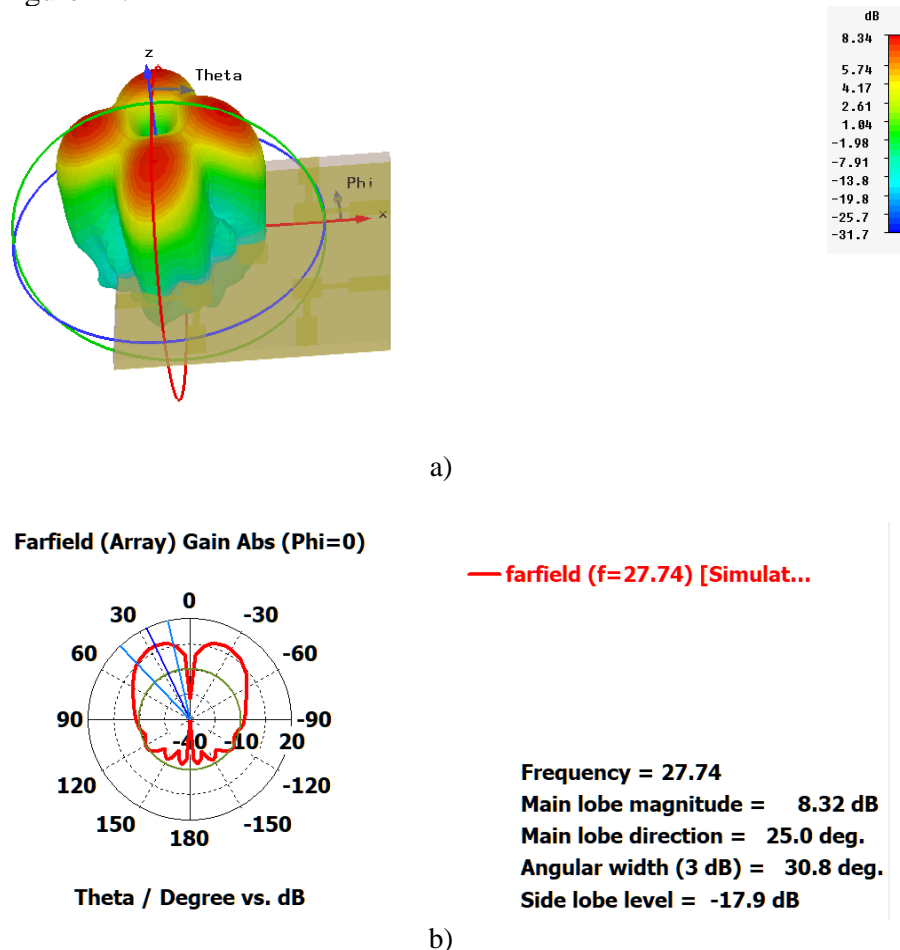 dB
8.34
5.74
4.17
2.61
1.04
-1.98
-7.91
-13.8
-19.8
-25.7
-31.7
z
Theta
Phi
x
a)
Farfield (Array) Gain Abs (Phi=0)
farfield (f=27.74) [Simulat...
0
30
-30
60
-60
90
-90
-40
-10
20
120
-120
150
-150
180
Theta / Degree vs. dB
Frequency = 27.74
Main lobe magnitude = 8.32 dB
Main lobe direction = 25.0 deg.
Angular width (3 dB) = 30.8 deg.
Side lobe level = -17.9 dB
b)